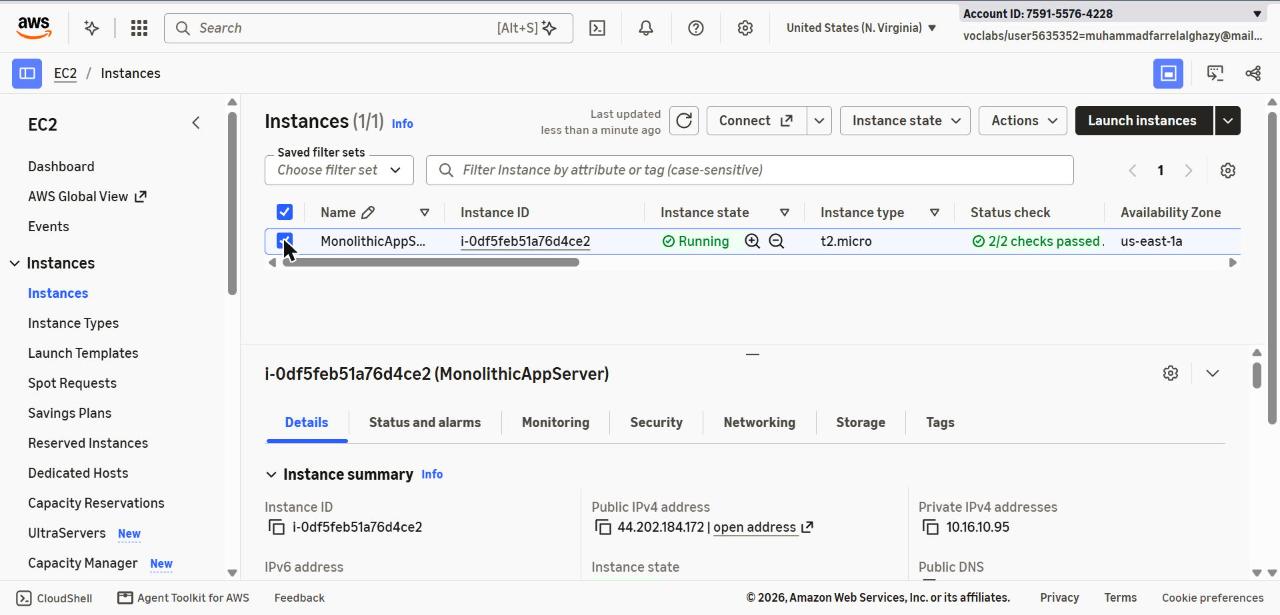 aws
Search
[Alt+S]
United States (N. Virginia)
Account ID: 7591-5576-4228
voclabs/user5635352=muhammadfarrelalghazy@mail...
EC2 / Instances
EC2
Dashboard
AWS Global View
Events
Instances
Instances
Instance Types
Launch Templates
Spot Requests
Savings Plans
Reserved Instances
Dedicated Hosts
Capacity Reservations
UltraServers New
Capacity Manager New
Instances (1/1) Info
Last updated
less than a minute ago
Connect
Instance state
Actions
Launch instances
Saved filter sets
Choose filter set
Filter Instance by attribute or tag (case-sensitive)
1
Name Instance ID Instance state Instance type Status check Availability Zone
MonolithicAppS... i-0df5feb51a76d4ce2 Running t2.micro 2/2 checks passed. us-east-1a
i-0df5feb51a76d4ce2 (MonolithicAppServer)
Details Status and alarms Monitoring Security Networking Storage Tags
Instance summary Info
Instance ID
i-0df5feb51a76d4ce2
Public IPv4 address
44.202.184.172 | open address
Private IPv4 addresses
10.16.10.95
IPv6 address
Instance state
Public DNS
CloudShell Agent Toolkit for AWS Feedback
© 2026, Amazon Web Services, Inc. or its affiliates. Privacy Terms Cookie preferences